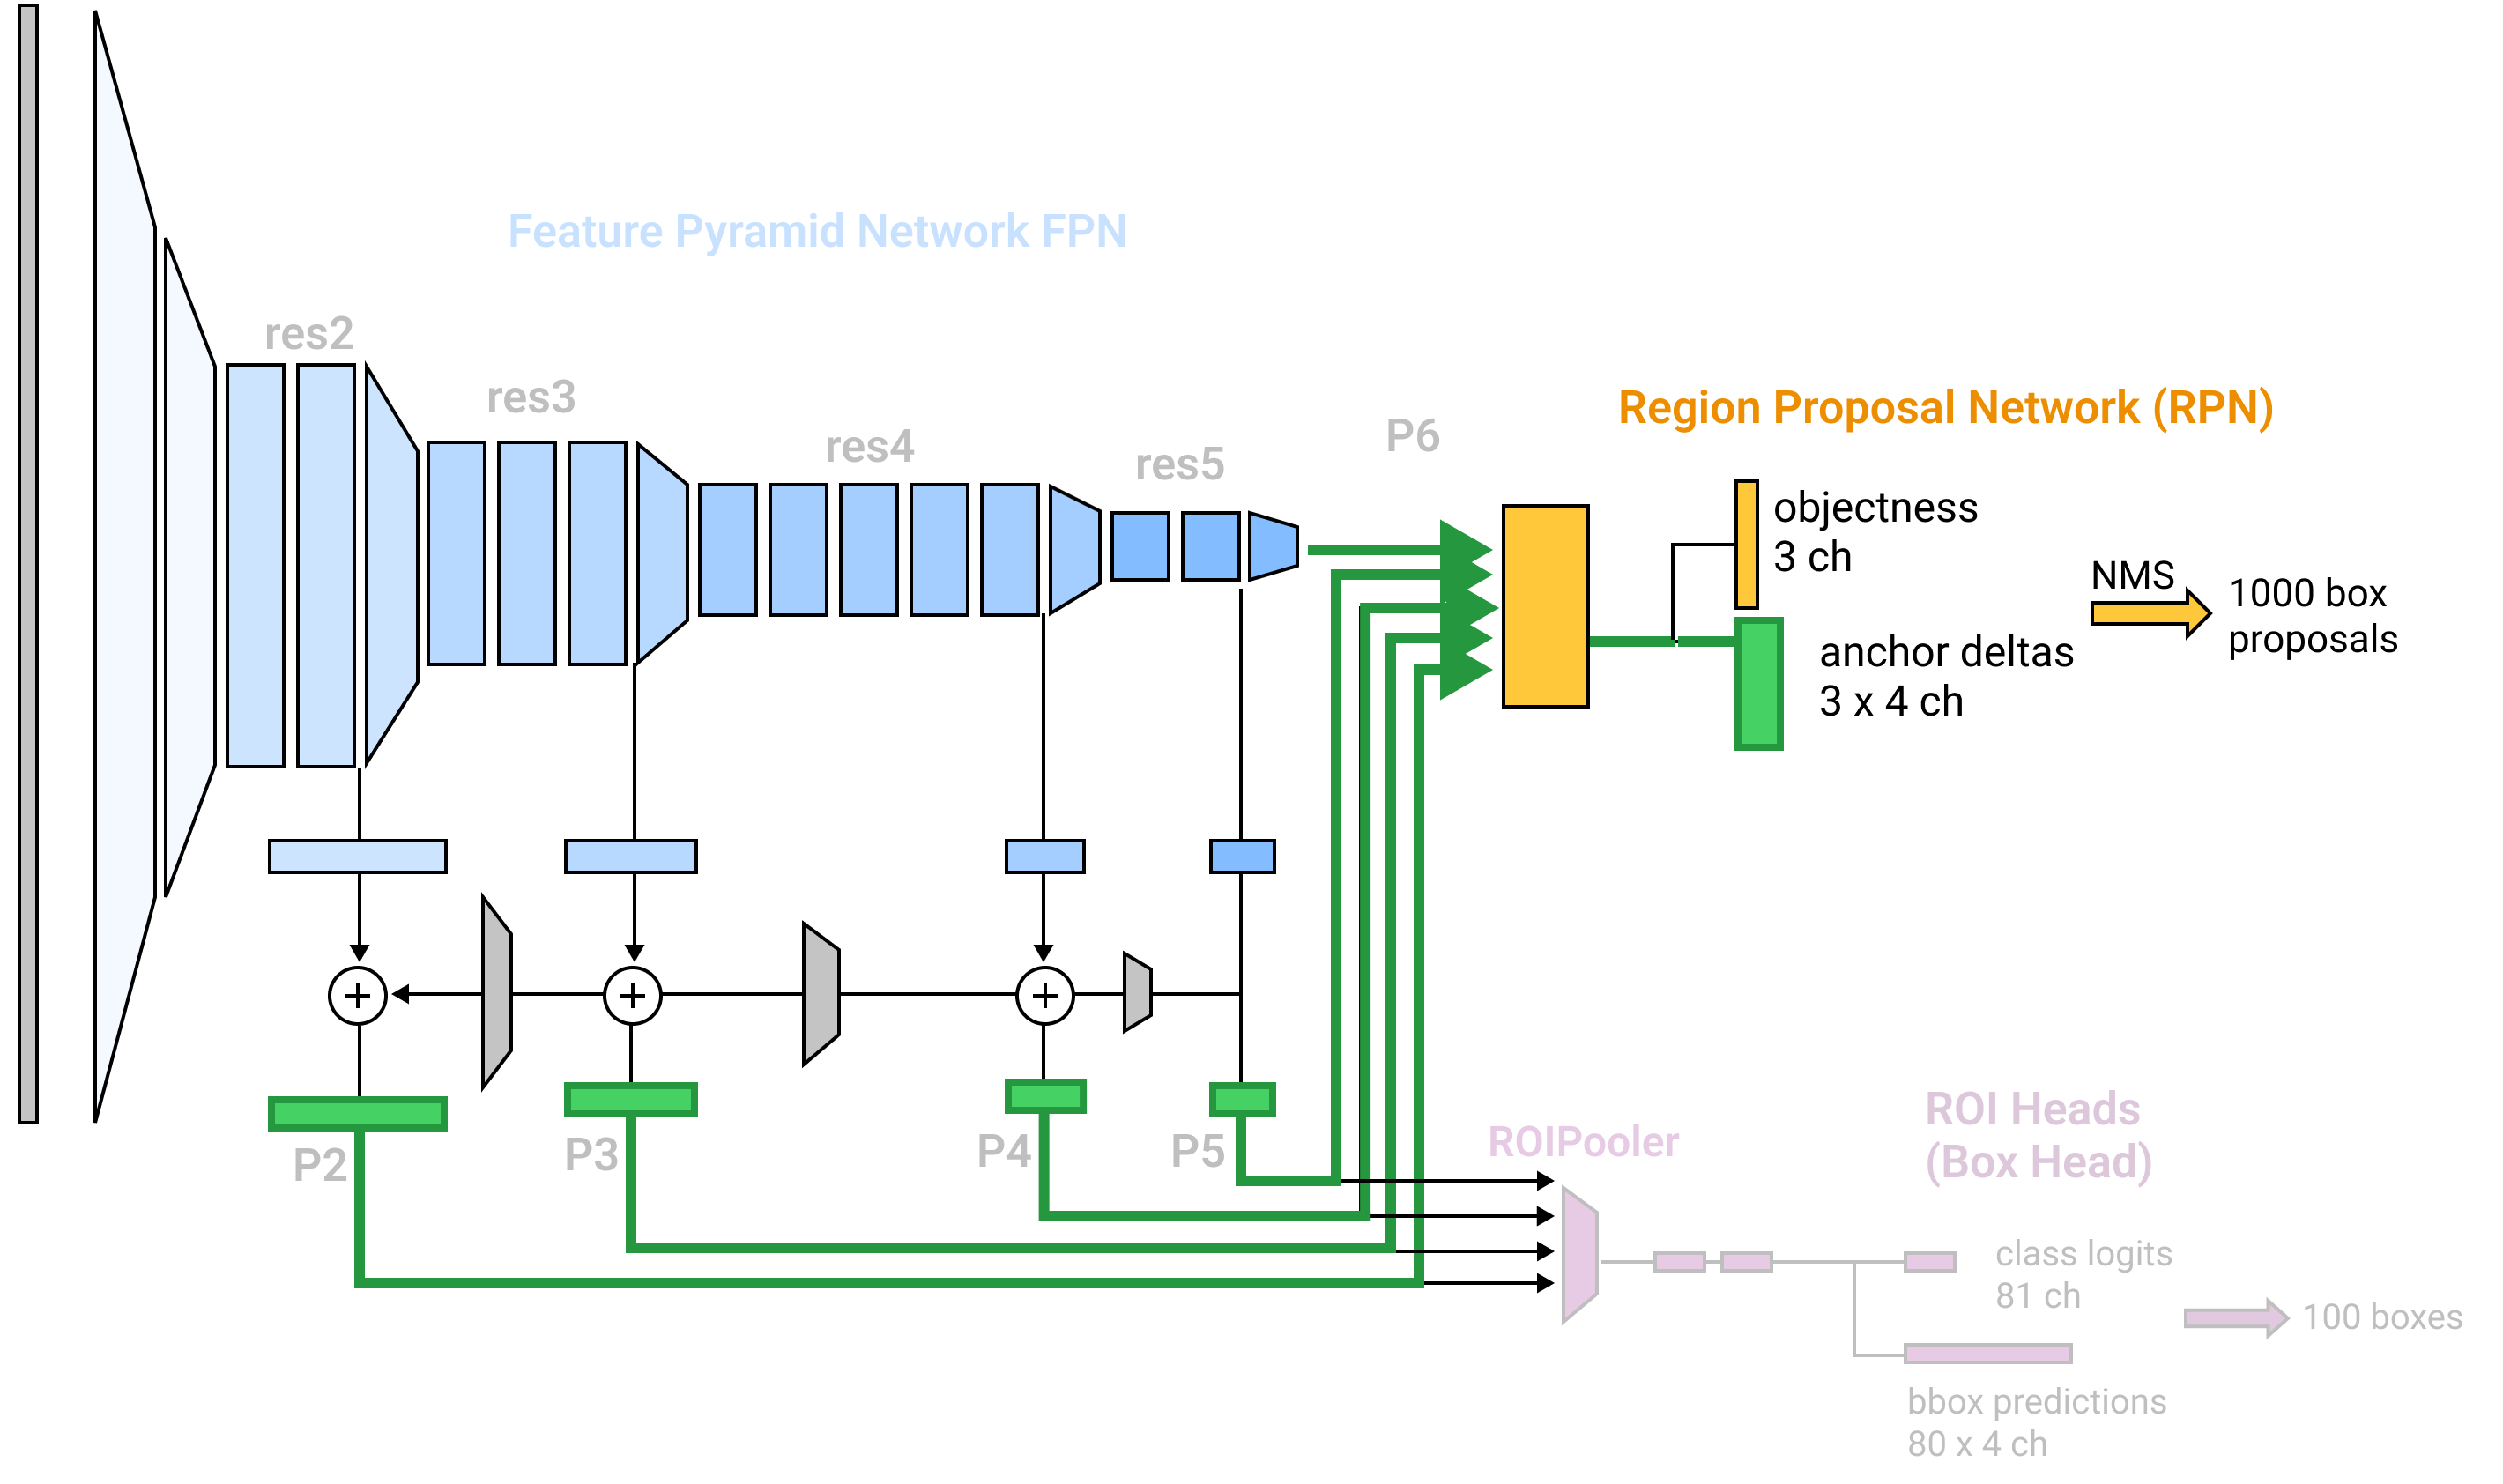 Feature Pyramid Network FPN
res2
res3
res4
res5
P6
Region Proposal Network (RPN)
objectness
3 ch
anchor deltas
3 x 4 ch
NMS
1000 box
proposals
+
+
+
P2
P3
P4
P5
ROIPooler
ROI Heads
(Box Head)
class logits
81 ch
100 boxes
bbox predictions
80 x 4 ch